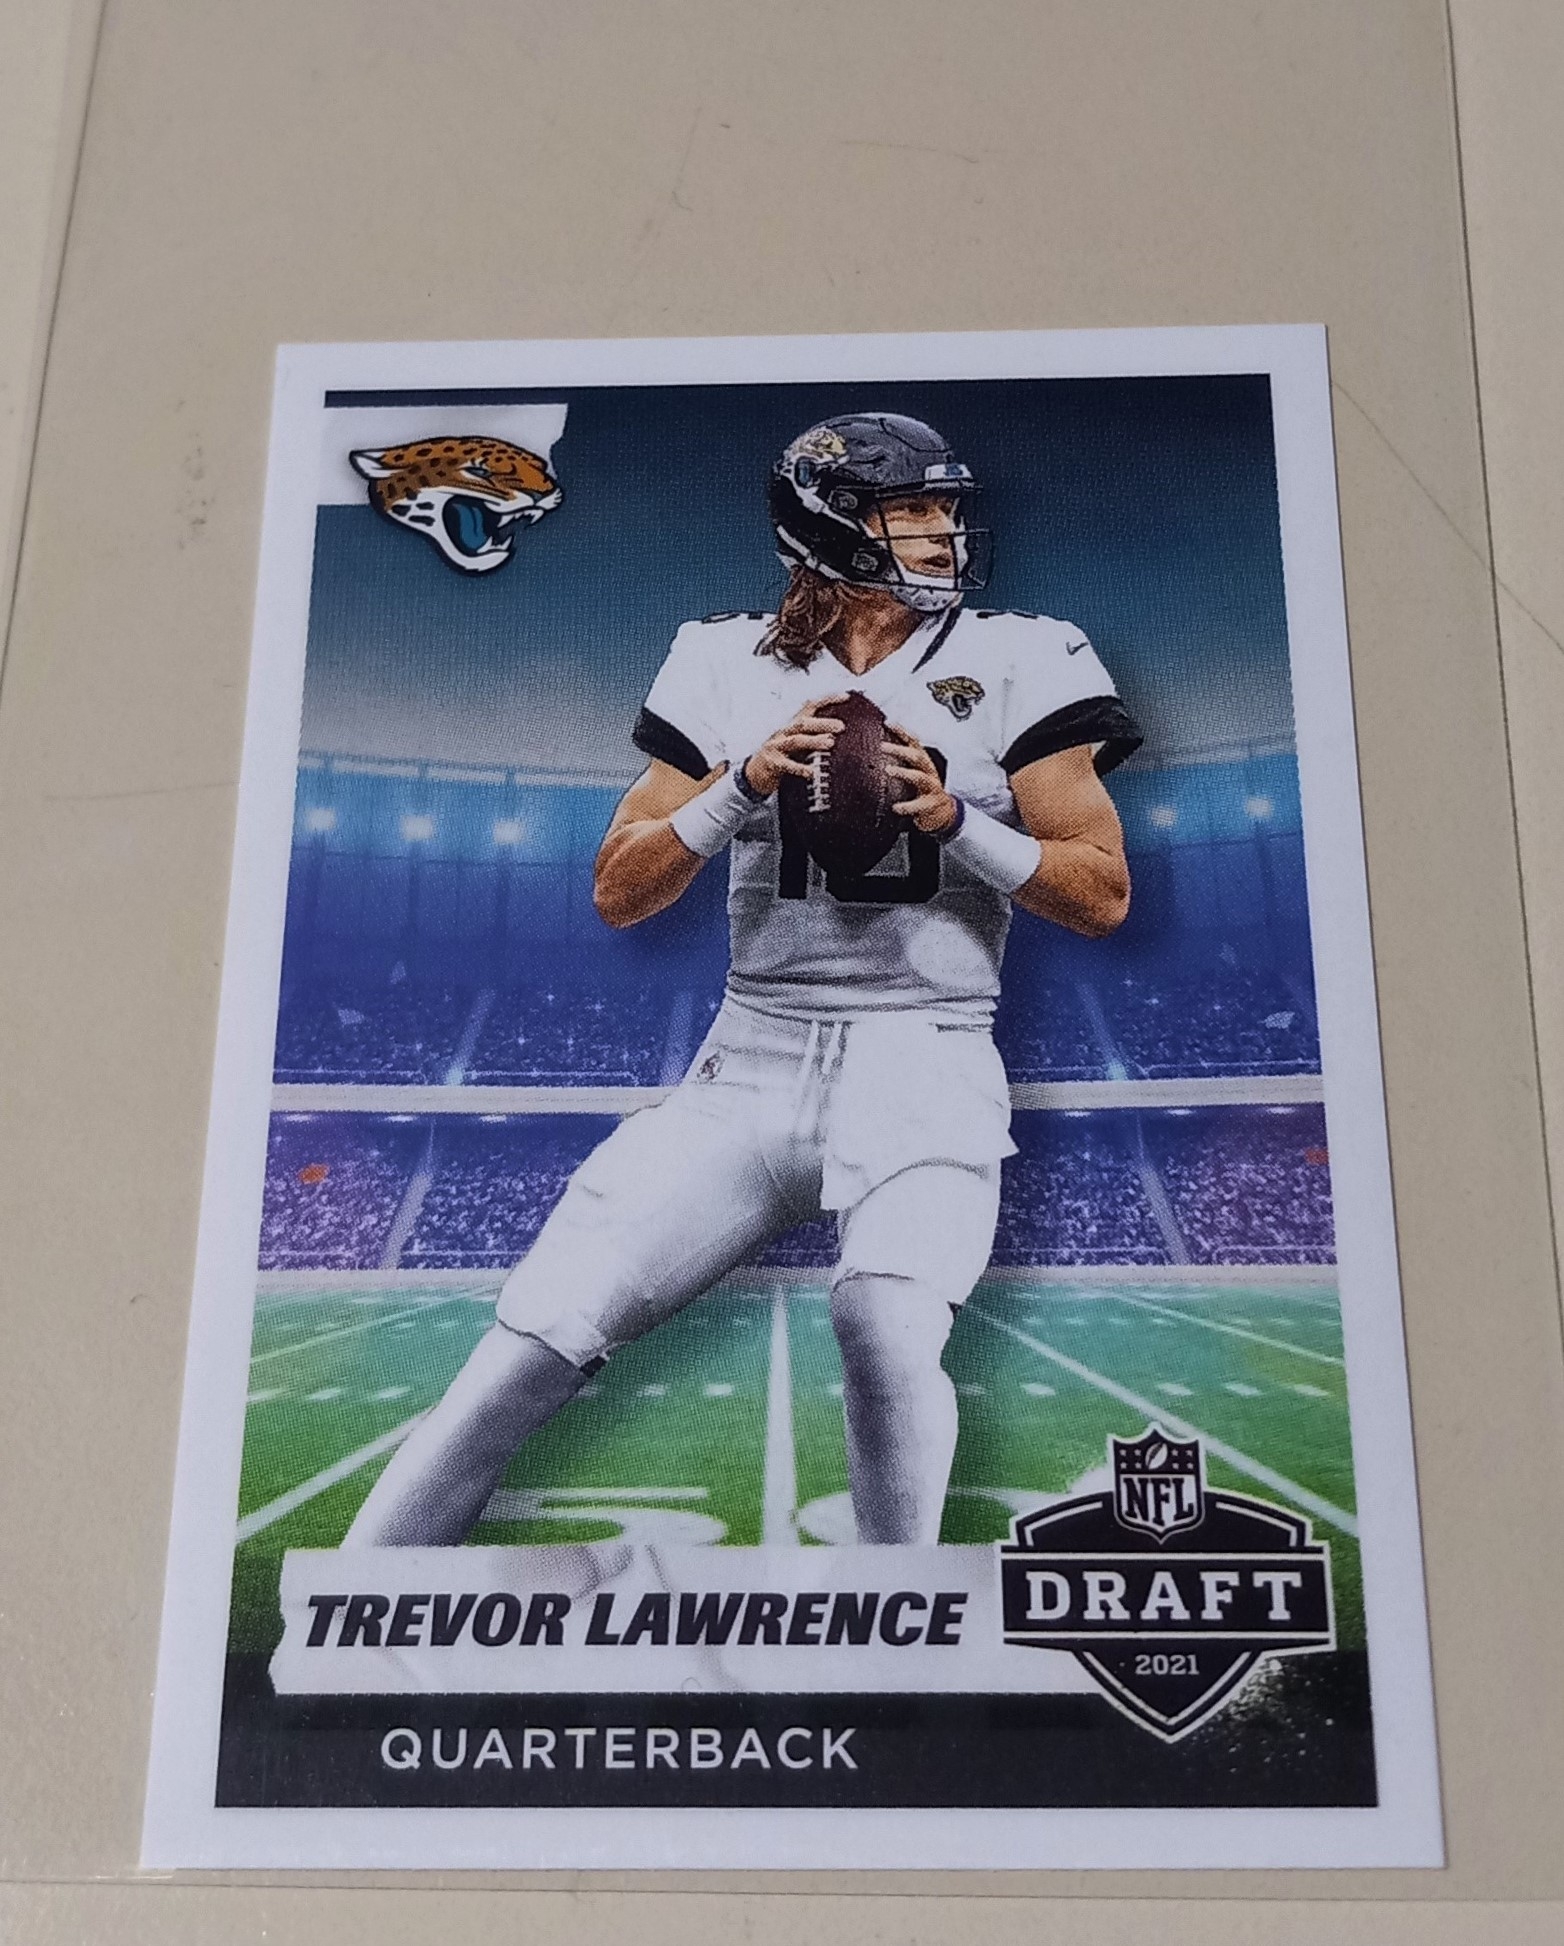 TREVOR LAWRENCE
QUARTERBACK
NFL
DRAFT
2021